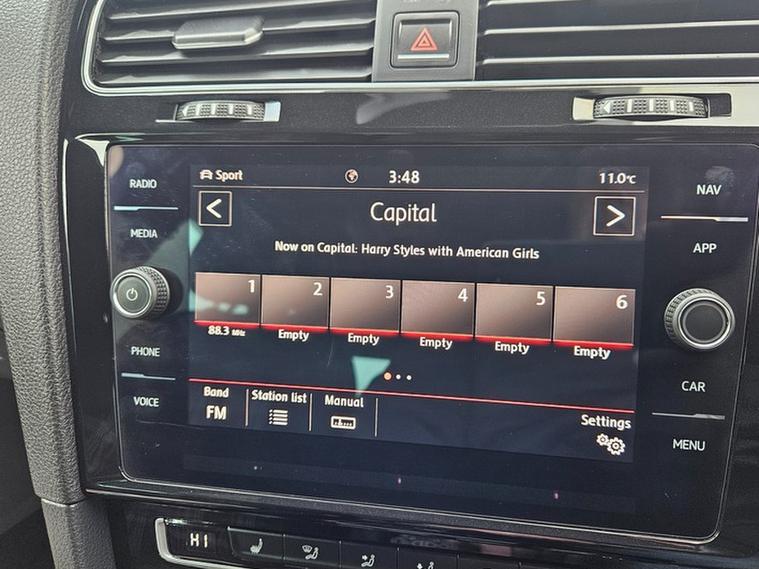 Sport 3:48 11.0°C
Capital
Now on Capital: Harry Styles with American Girls
1 2 3 4 5 6
88.3 MHz Empty Empty Empty Empty Empty
Band Station list Manual Settings
FM
RADIO
MEDIA
PHONE
VOICE
NAV
APP
CAR
MENU
HI